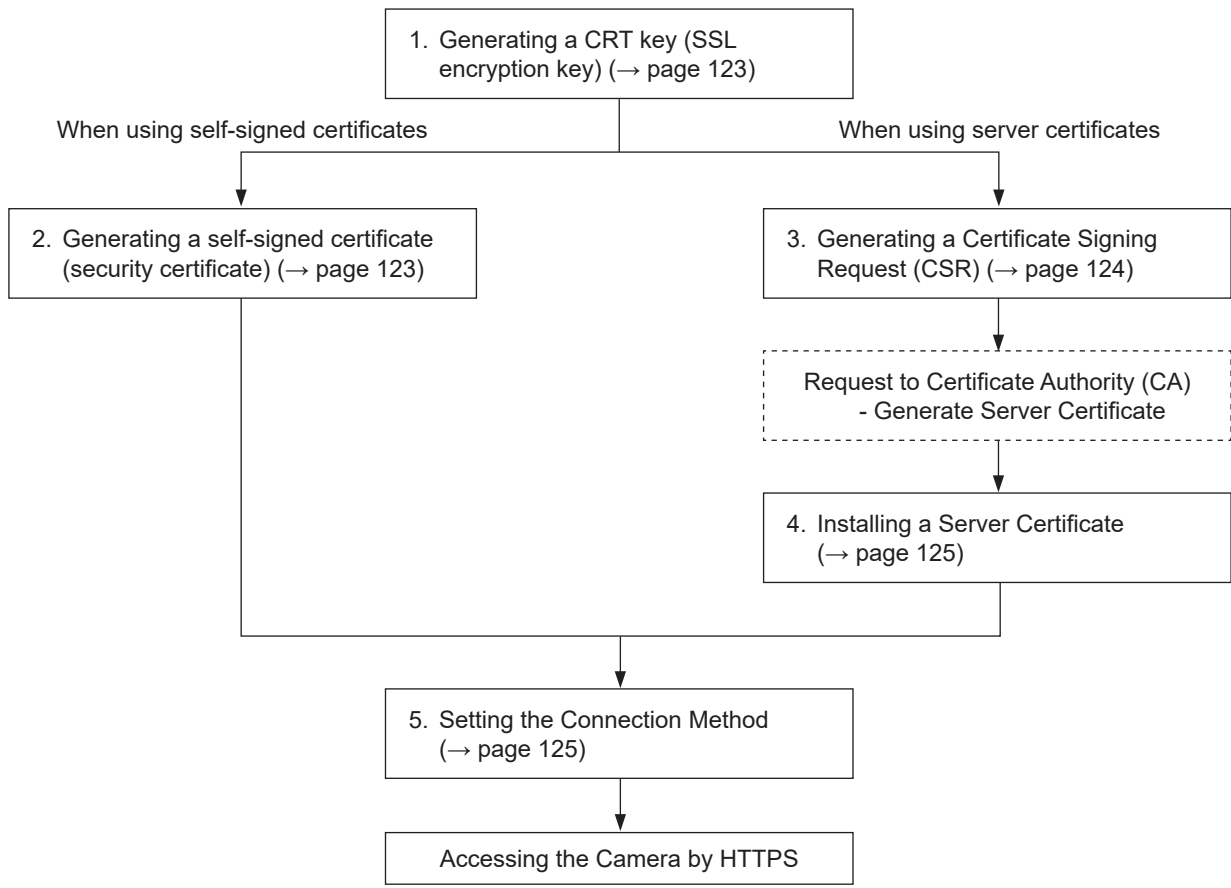 1. Generating a CRT key (SSL
encryption key) (→ page 123)
When using self-signed certificates
When using server certificates
2. Generating a self-signed certificate
(security certificate) (→ page 123)
3. Generating a Certificate Signing
Request (CSR) (→ page 124)
Request to Certificate Authority (CA)
- Generate Server Certificate
4. Installing a Server Certificate
(→ page 125)
5. Setting the Connection Method
(→ page 125)
Accessing the Camera by HTTPS